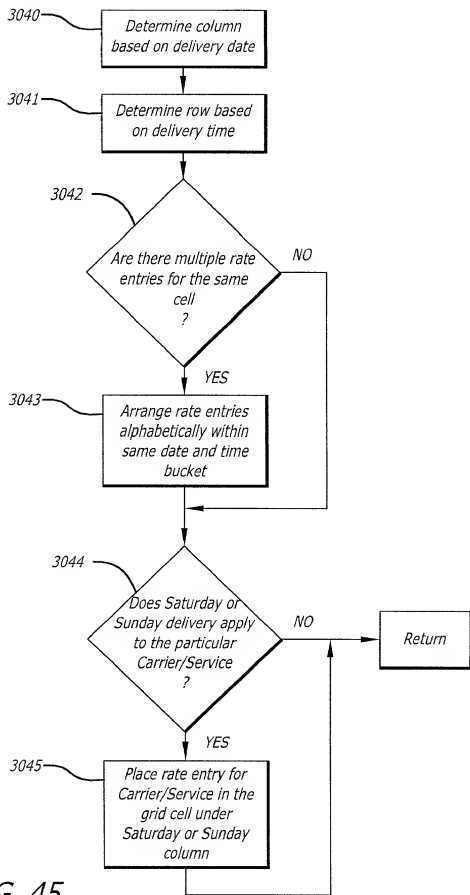 3040
Determine column
based on delivery date
3041
Determine row based
on delivery time
3042
Are there multiple rate
entries for the same
cell
?
NO
YES
3043
Arrange rate entries
alphabetically within
same date and time
bucket
3044
Does Saturday or
Sunday delivery apply
to the particular
Carrier/Service
?
NO
Return
YES
3045
Place rate entry for
Carrier/Service in the
grid cell under
Saturday or Sunday
column
G. 45